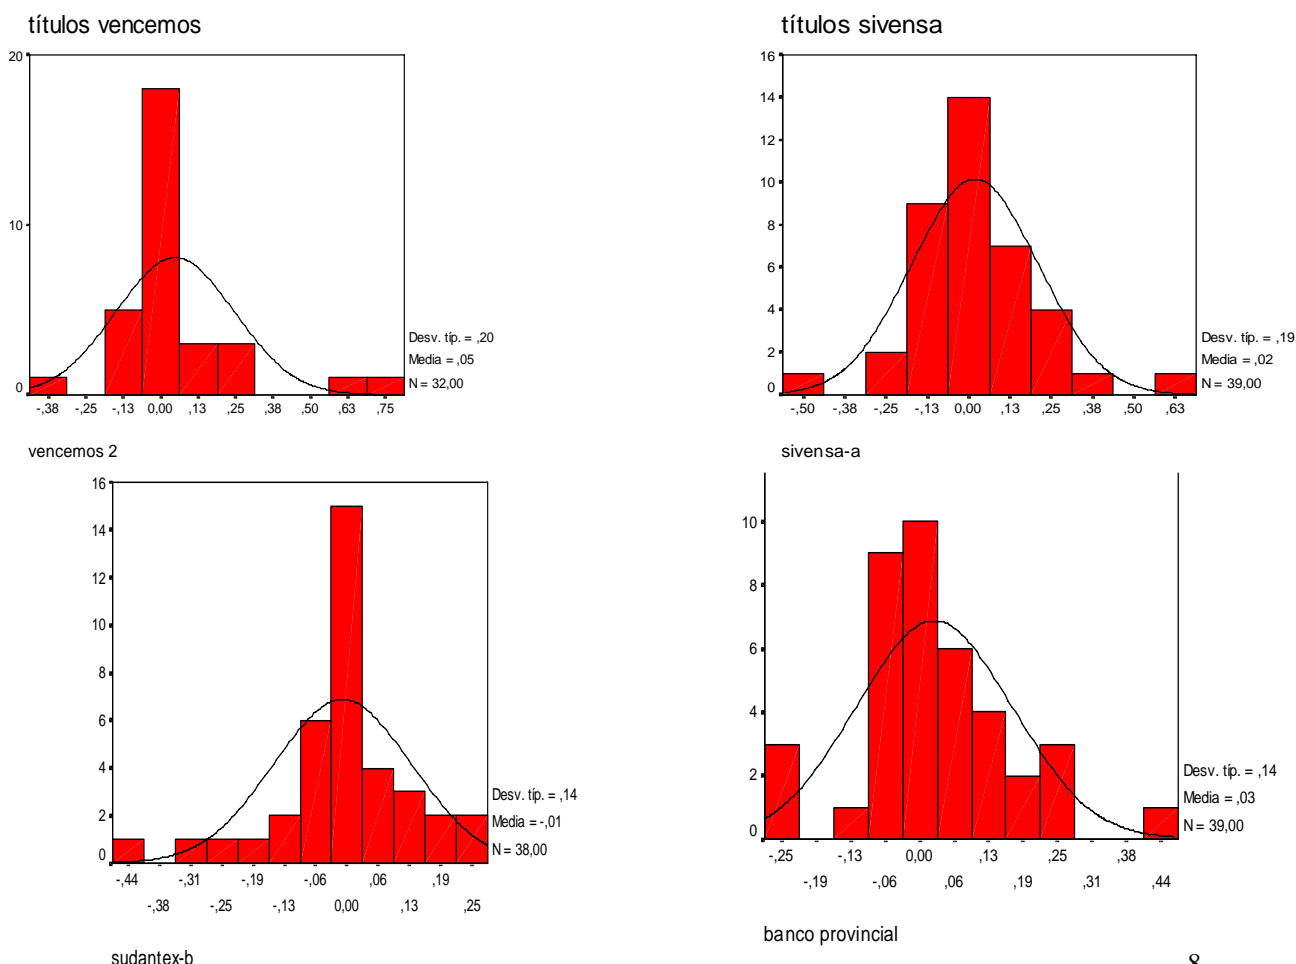 títulos vencemos
20
10
0
-,38 -,25 -,13 0,00 ,13 ,25 ,38 ,50 ,63 ,75
Desv. típ. = ,20
Media = ,05
N = 32,00
vencemos 2
títulos sivensa
16
14
12
10
8
6
4
2
0
-,50 -,38 -,25 -,13 0,00 ,13 ,25 ,38 ,50 ,63
Desv. típ. = ,19
Media = ,02
N = 39,00
sivensa-a
16
14
12
10
8
6
4
2
0
-,44 -,31 -,19 -,06 ,06 ,19
-,38 -,25 -,13 0,00 ,13 ,25
Desv. típ. = ,14
Media = -,01
N = 38,00
sudantex-b
10
8
6
4
2
0
-,25 -,13 0,00 ,13 ,25 ,38
-,19 -,06 ,06 ,19 ,31 ,44
Desv. típ. = ,14
Media = ,03
N = 39,00
banco provincial
8